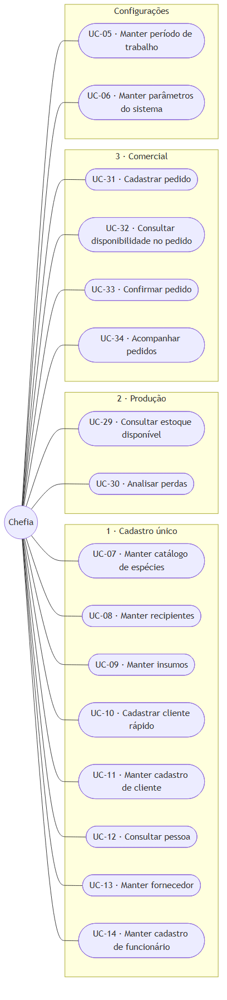 Configurações
UC-05 · Manter período de
trabalho
UC-06 · Manter parâmetros
do sistema
3 · Comercial
UC-31 · Cadastrar pedido
UC-32 · Consultar
disponibilidade no pedido
UC-33 · Confirmar pedido
UC-34 · Acompanhar
pedidos
2 · Produção
UC-29 · Consultar estoque
disponível
UC-30 · Analisar perdas
Chefia
1 · Cadastro único
UC-07 · Manter catálogo
de espécies
UC-08 · Manter recipientes
UC-09 · Manter insumos
UC-10 · Cadastrar cliente
rápido
UC-11 · Manter cadastro
de cliente
UC-12 · Consultar pessoa
UC-13 · Manter fornecedor
UC-14 · Manter cadastro
de funcionário